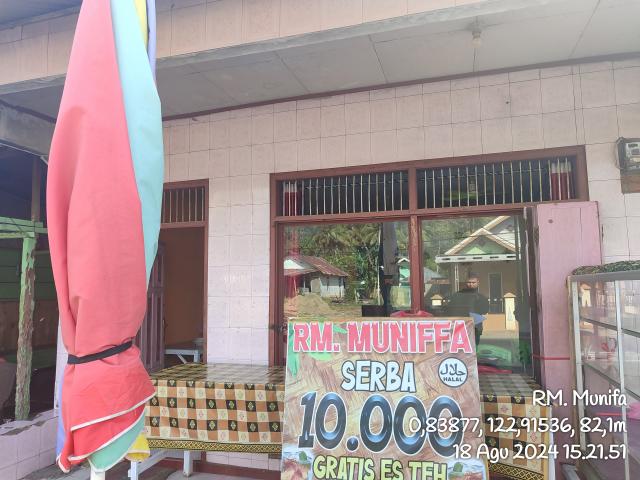 RM. MUNIFFA
SERBA
حلال
HALAL
10.000
GRATIS ES TEH
RM. Munifa
0,83877, 122,91536, 82,1m
18 Agu 2024 15.21.51